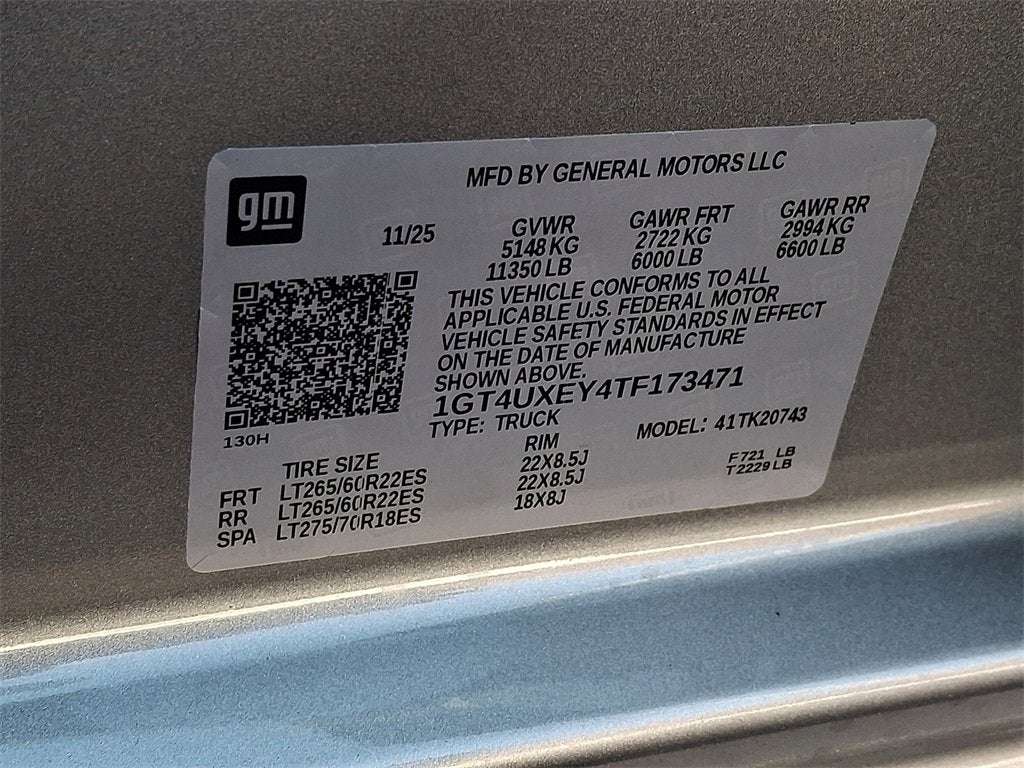 MFD BY GENERAL MOTORS LLC
gm
11/25 GVWR GAWR FRT GAWR RR
5148 KG 2722 KG 2994 KG
11350 LB 6000 LB 6600 LB
THIS VEHICLE CONFORMS TO ALL
APPLICABLE U.S. FEDERAL MOTOR
VEHICLE SAFETY STANDARDS IN EFFECT
ON THE DATE OF MANUFACTURE
SHOWN ABOVE.
1GT4UXEY4TF173471
130H
TYPE: TRUCK MODEL: 41TK20743
TIRE SIZE RIM
FRT LT265/60R22ES 22X8.5J F 721 LB
RR LT265/60R22ES 22X8.5J T 2229 LB
SPA LT275/70R18ES 18X8J